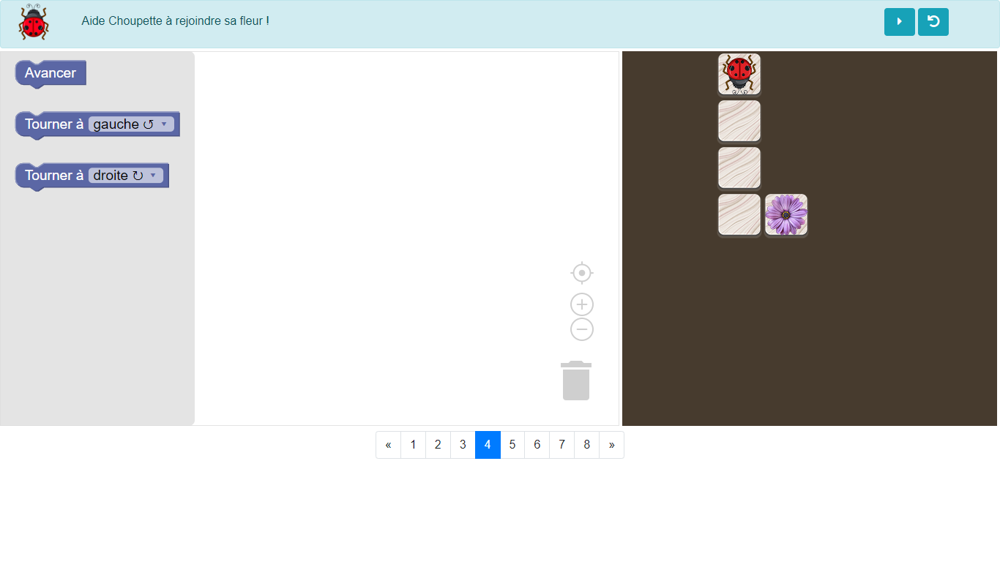 Aide Choupette à rejoindre sa fleur !
Avancer
Tourner à gauche ↺ ▾
Tourner à droite ↻ ▾
« 1 2 3 4 5 6 7 8 »